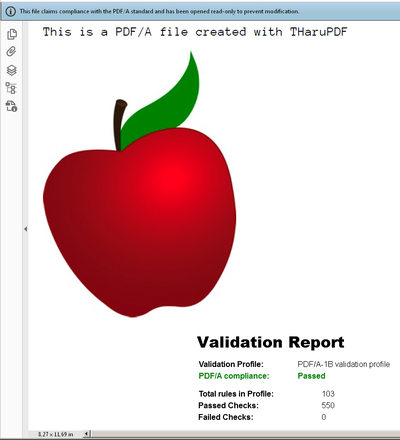 This file claims compliance with the PDF/A standard and has been opened read-only to prevent modification.
This is a PDF/A file created with THaruPDF
Validation Report
Validation Profile: PDF/A-1B validation profile
PDF/A compliance: Passed
Total rules in Profile: 103
Passed Checks: 550
Failed Checks: 0
8,27 x 11,69 in